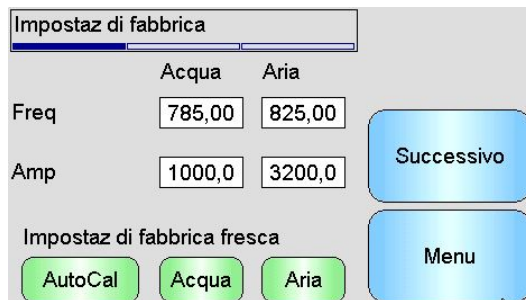 Impostaz di fabbrica
Acqua Aria
Freq 785,00 825,00
Amp 1000,0 3200,0
Successivo
Impostaz di fabbrica fresca
Menu
AutoCal Acqua Aria